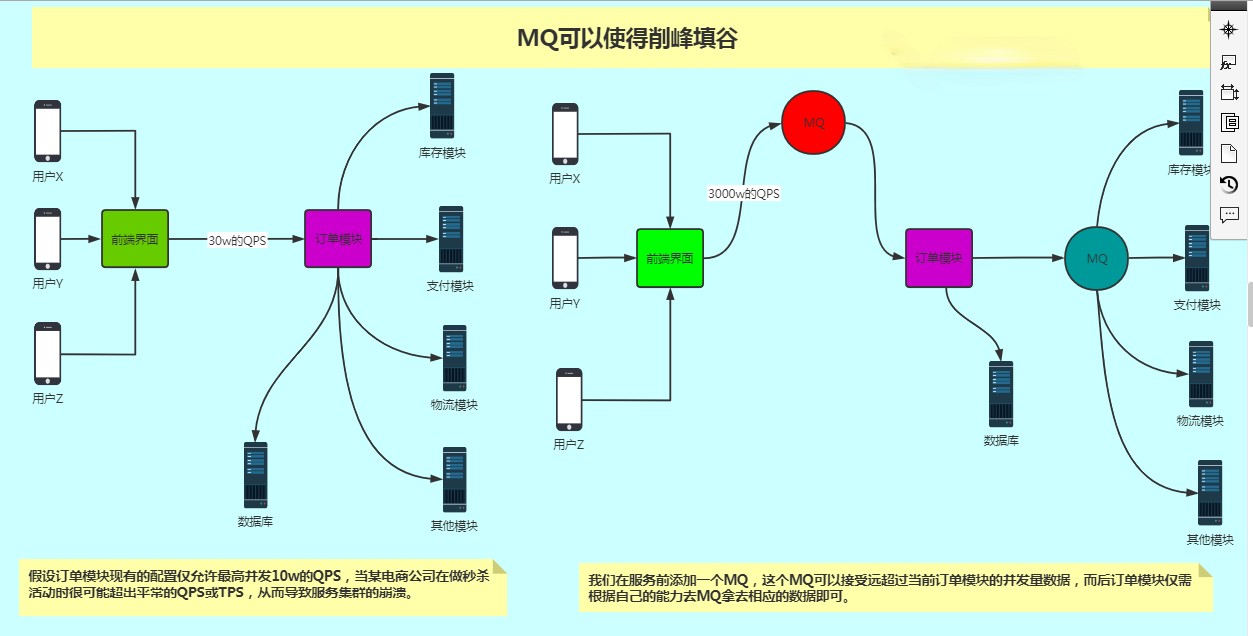 MQ可以使得削峰填谷
用户X
用户Y
用户Z
前端界面
30w的QPS
订单模块
库存模块
支付模块
物流模块
其他模块
数据库
假设订单模块现有的配置仅允许最高并发10w的QPS，当某电商公司在做秒杀
活动时很可能超出平常的QPS或TPS，从而导致服务集群的崩溃。
用户X
用户Y
用户Z
前端界面
3000w的QPS
MQ
订单模块
数据库
MQ
库存模块
支付模块
物流模块
其他模块
我们在服务前添加一个MQ，这个MQ可以接受远超过当前订单模块的并发量数据，而后订单模块仅需
根据自己的能力去MQ拿去相应的数据即可。